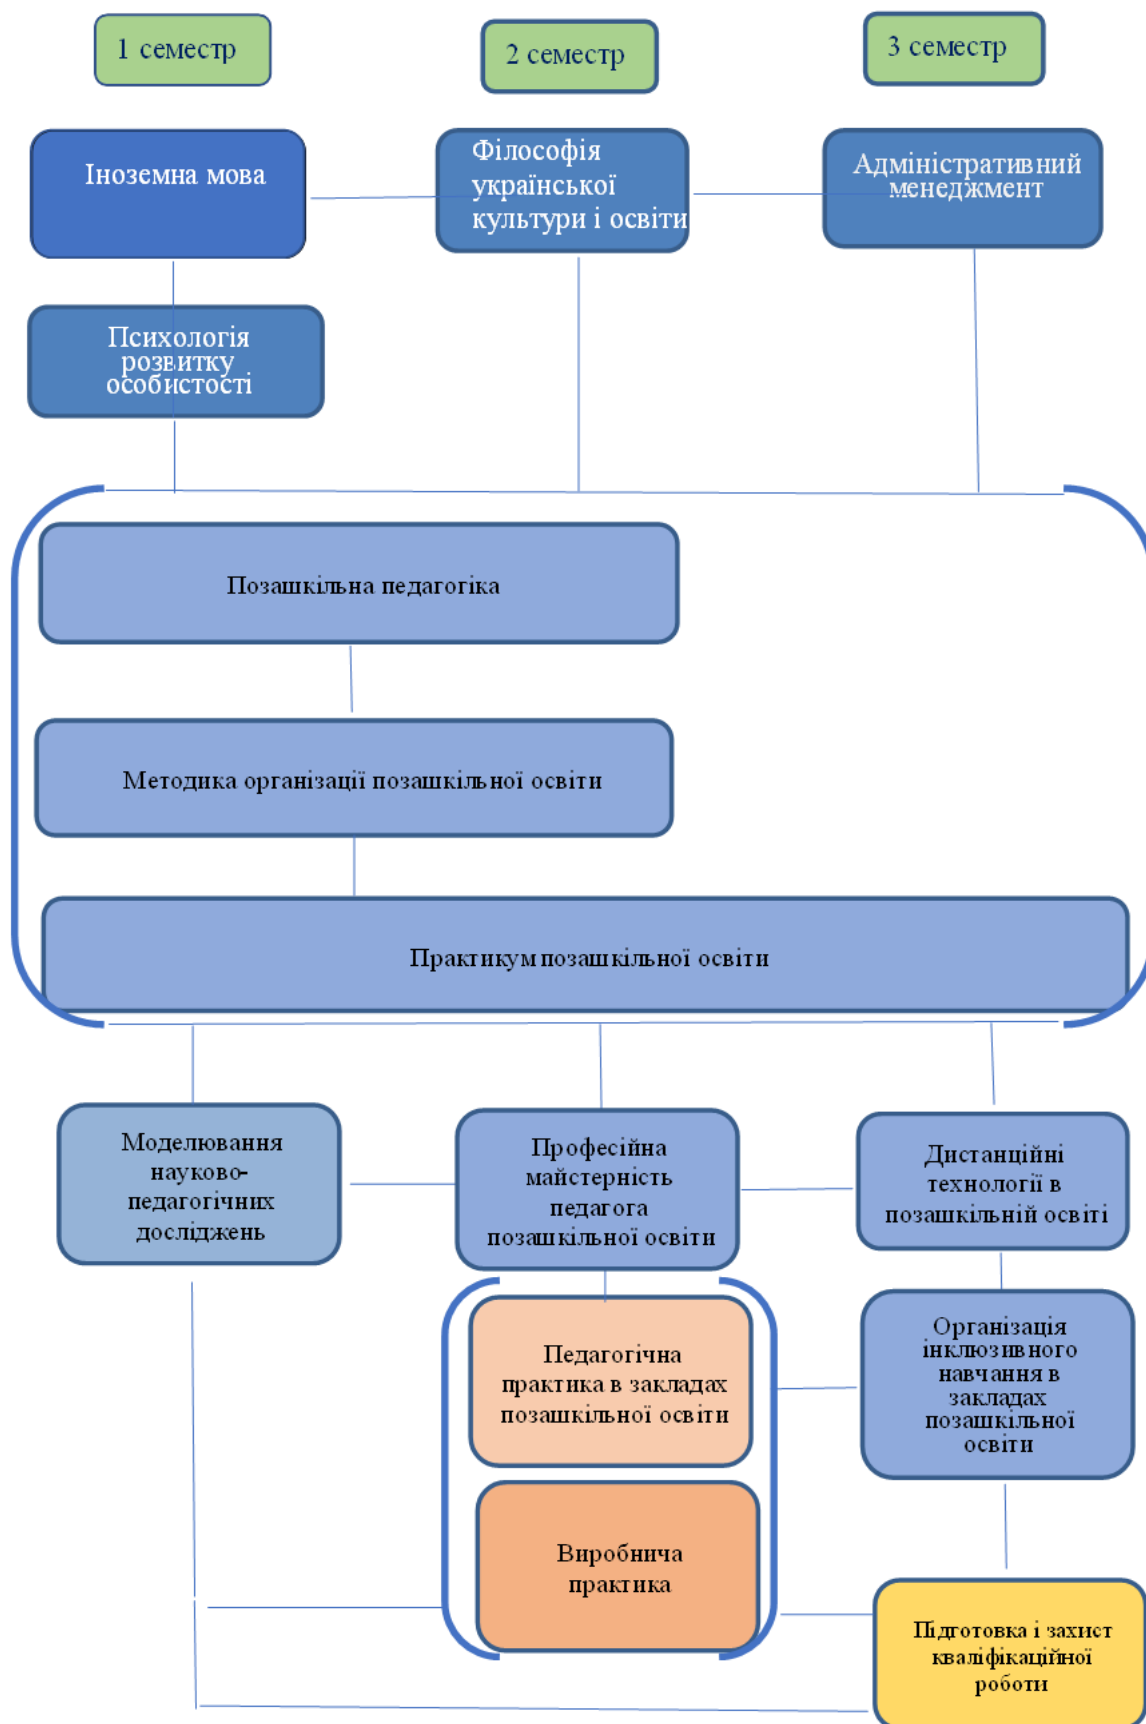 1 семестр
2 семестр
3 семестр
Іноземна мова
Філософія
української
культури і освіти
Адміністративний
менеджмент
Психологія
розвитку
особистості
Позашкільна педагогіка
Методика організації позашкільної освіти
Практикум позашкільної освіти
Моделювання
науково-
педагогічних
досліджень
Професійна
майстерність
педагога
позашкільної освіти
Дистанційні
технології в
позашкільній освіті
Педагогічна
практика в закладах
позашкільної освіти
Організація
інклюзивного
навчання в
закладах
позашкільної
освіти
Виробнича
практика
Підготовка і захист
кваліфікаційної
роботи